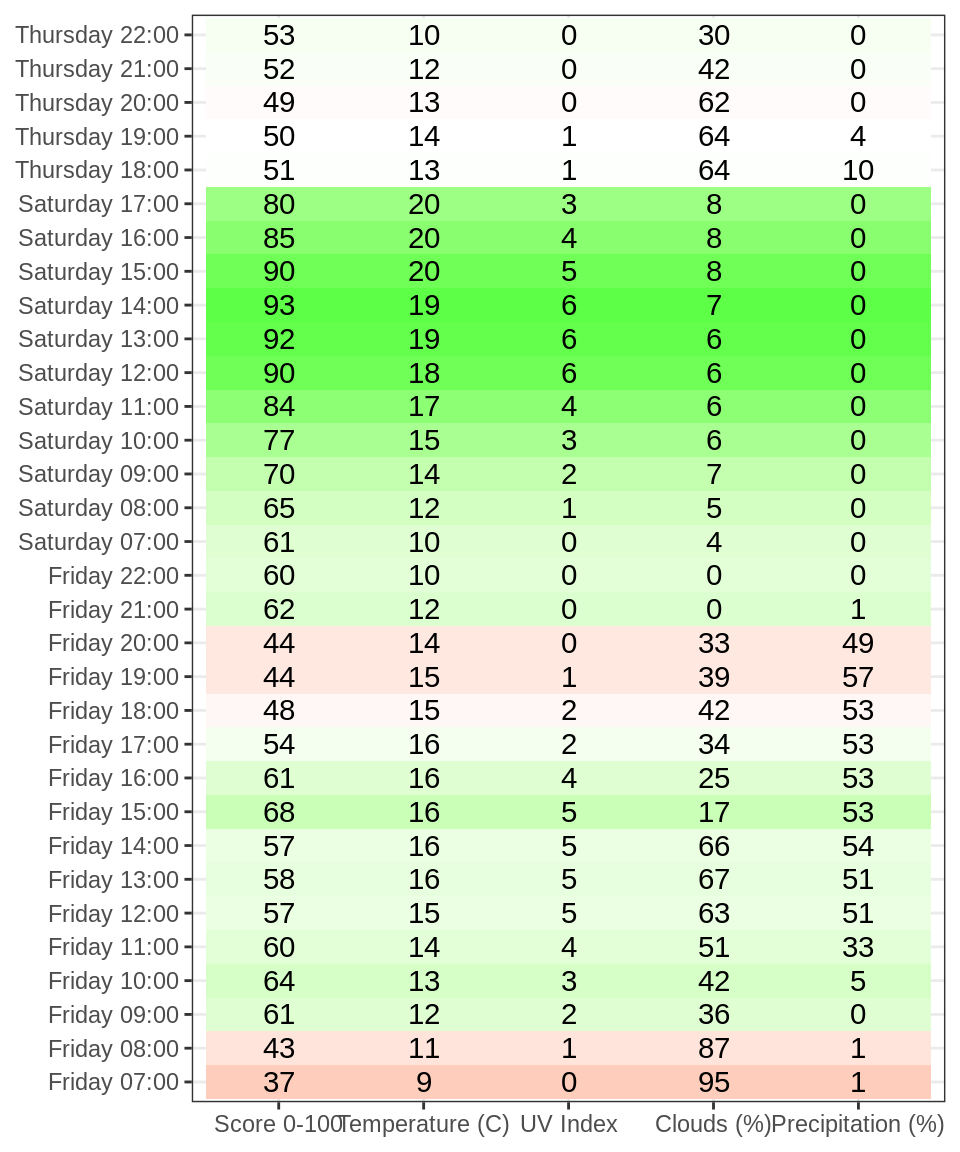 Thursday 22:00 53 10 0 30 0
Thursday 21:00 52 12 0 42 0
Thursday 20:00 49 13 0 62 0
Thursday 19:00 50 14 1 64 4
Thursday 18:00 51 13 1 64 10
Saturday 17:00 80 20 3 8 0
Saturday 16:00 85 20 4 8 0
Saturday 15:00 90 20 5 8 0
Saturday 14:00 93 19 6 7 0
Saturday 13:00 92 19 6 6 0
Saturday 12:00 90 18 6 6 0
Saturday 11:00 84 17 4 6 0
Saturday 10:00 77 15 3 6 0
Saturday 09:00 70 14 2 7 0
Saturday 08:00 65 12 1 5 0
Saturday 07:00 61 10 0 4 0
Friday 22:00 60 10 0 0 0
Friday 21:00 62 12 0 0 1
Friday 20:00 44 14 0 33 49
Friday 19:00 44 15 1 39 57
Friday 18:00 48 15 2 42 53
Friday 17:00 54 16 2 34 53
Friday 16:00 61 16 4 25 53
Friday 15:00 68 16 5 17 53
Friday 14:00 57 16 5 66 54
Friday 13:00 58 16 5 67 51
Friday 12:00 57 15 5 63 51
Friday 11:00 60 14 4 51 33
Friday 10:00 64 13 3 42 5
Friday 09:00 61 12 2 36 0
Friday 08:00 43 11 1 87 1
Friday 07:00 37 9 0 95 1
Score 0-100 Temperature (C) UV Index Clouds (%) Precipitation (%)